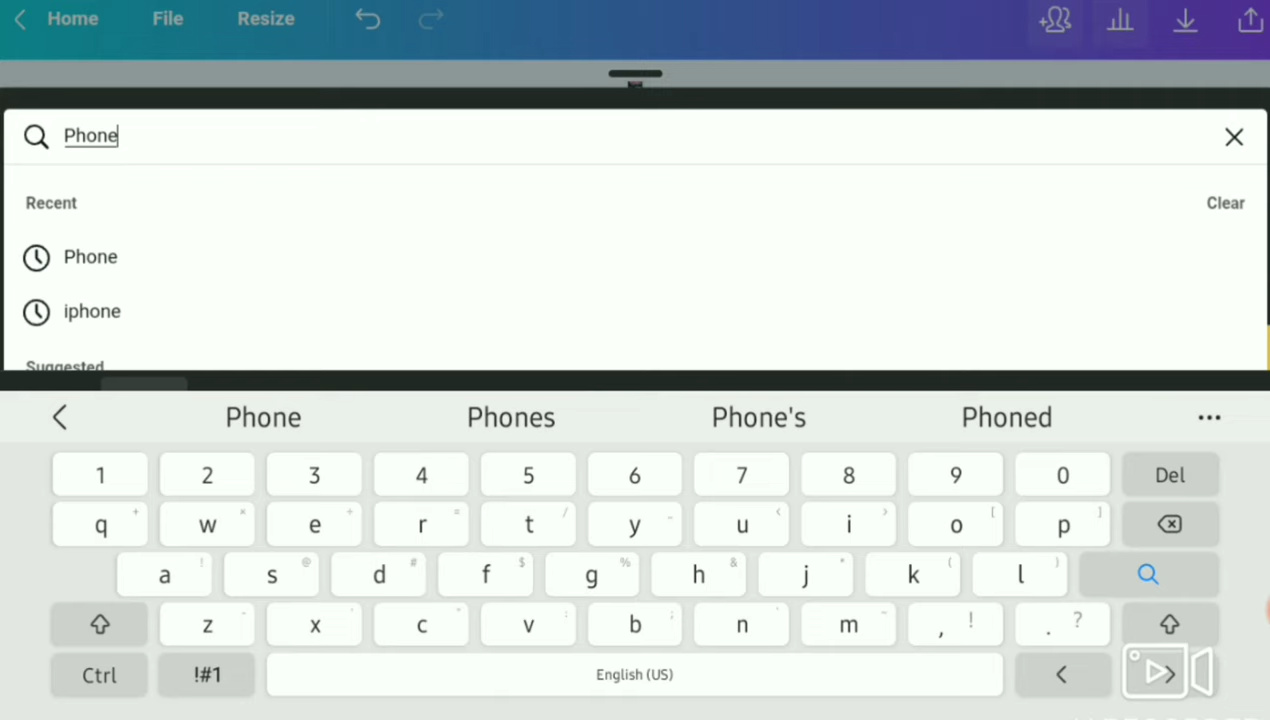 Home File Resize
Phone
Recent Clear
Phone
iphone
Suggested
Phone Phones Phone's Phoned ...
1 2 3 4 5 6 7 8 9 0 Del
q w e r t y u i o p
a s d f g h j k l
z x c v b n m , ! . ?
Ctrl !#1 English (US) < >